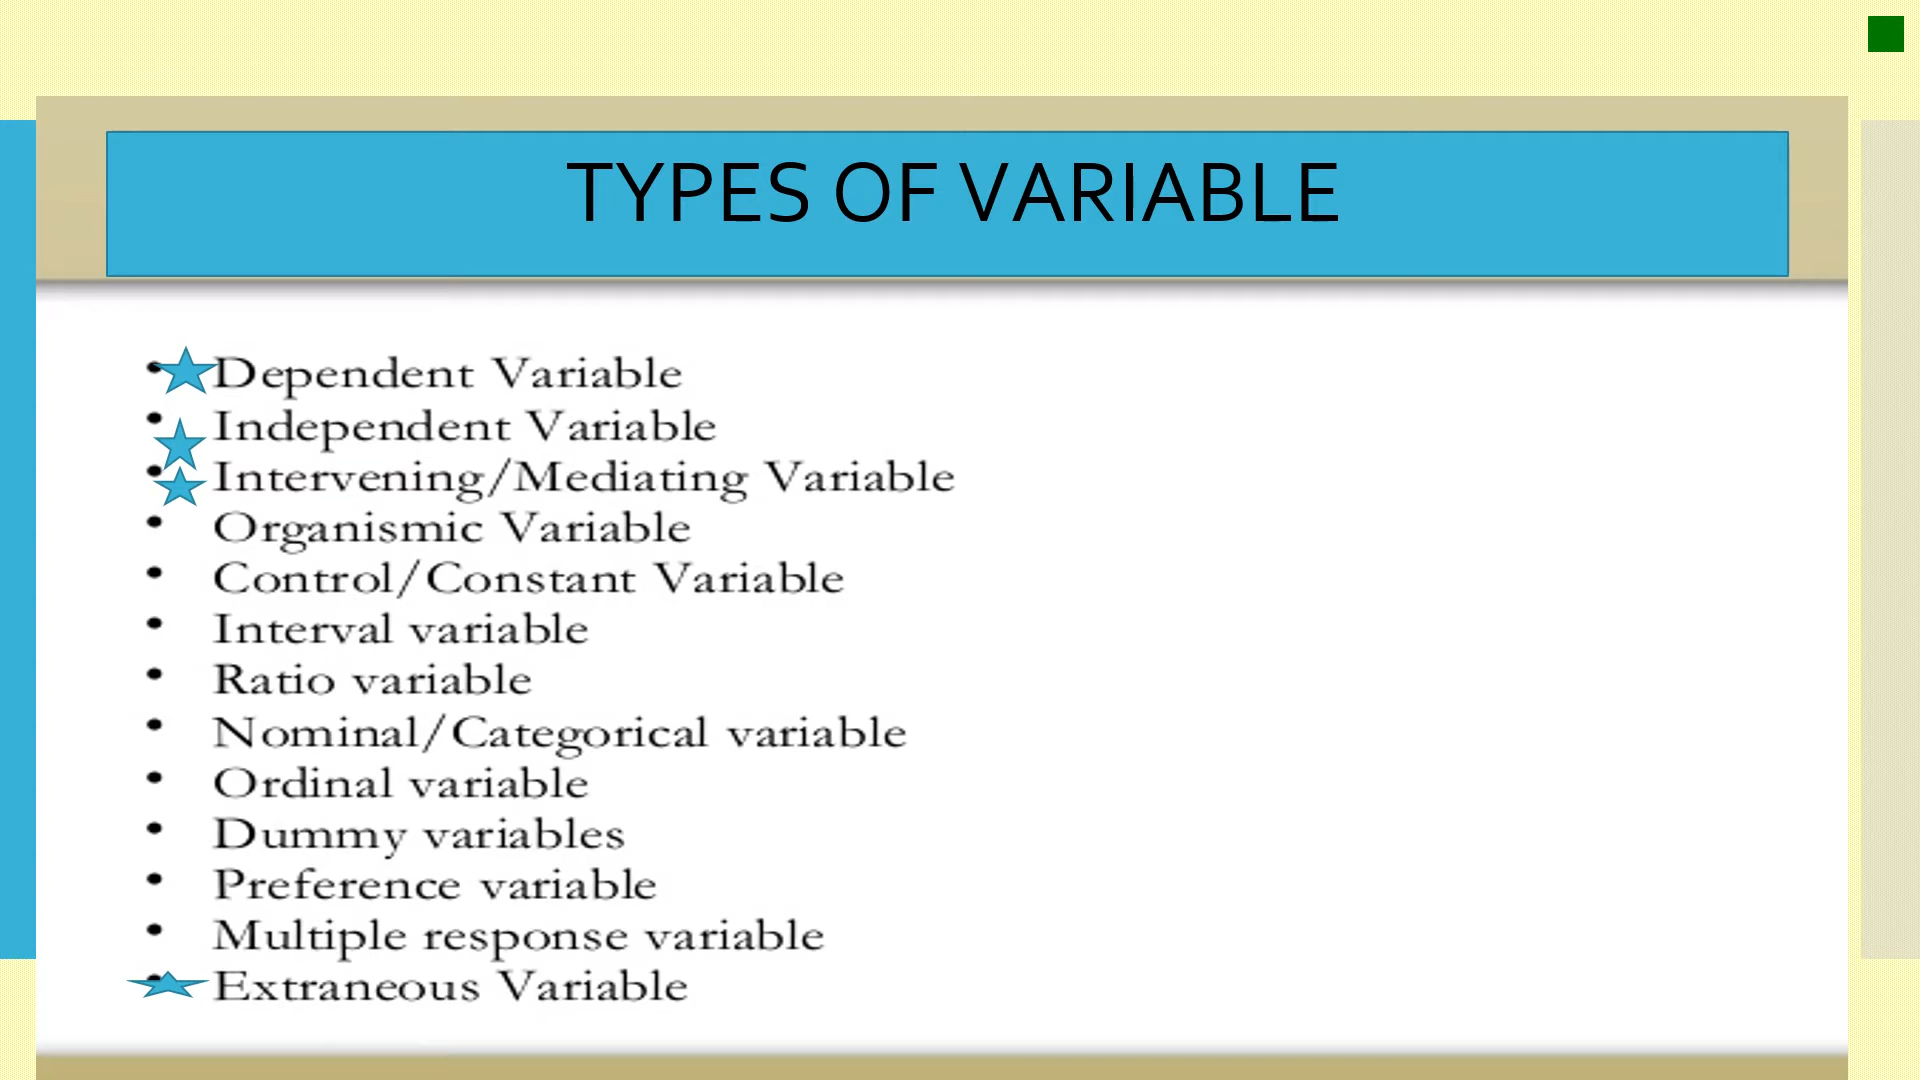 TYPES OF VARIABLE
• Dependent Variable
• Independent Variable
• Intervening/Mediating Variable
• Organismic Variable
• Control/Constant Variable
• Interval variable
• Ratio variable
• Nominal/Categorical variable
• Ordinal variable
• Dummy variables
• Preference variable
• Multiple response variable
• Extraneous Variable